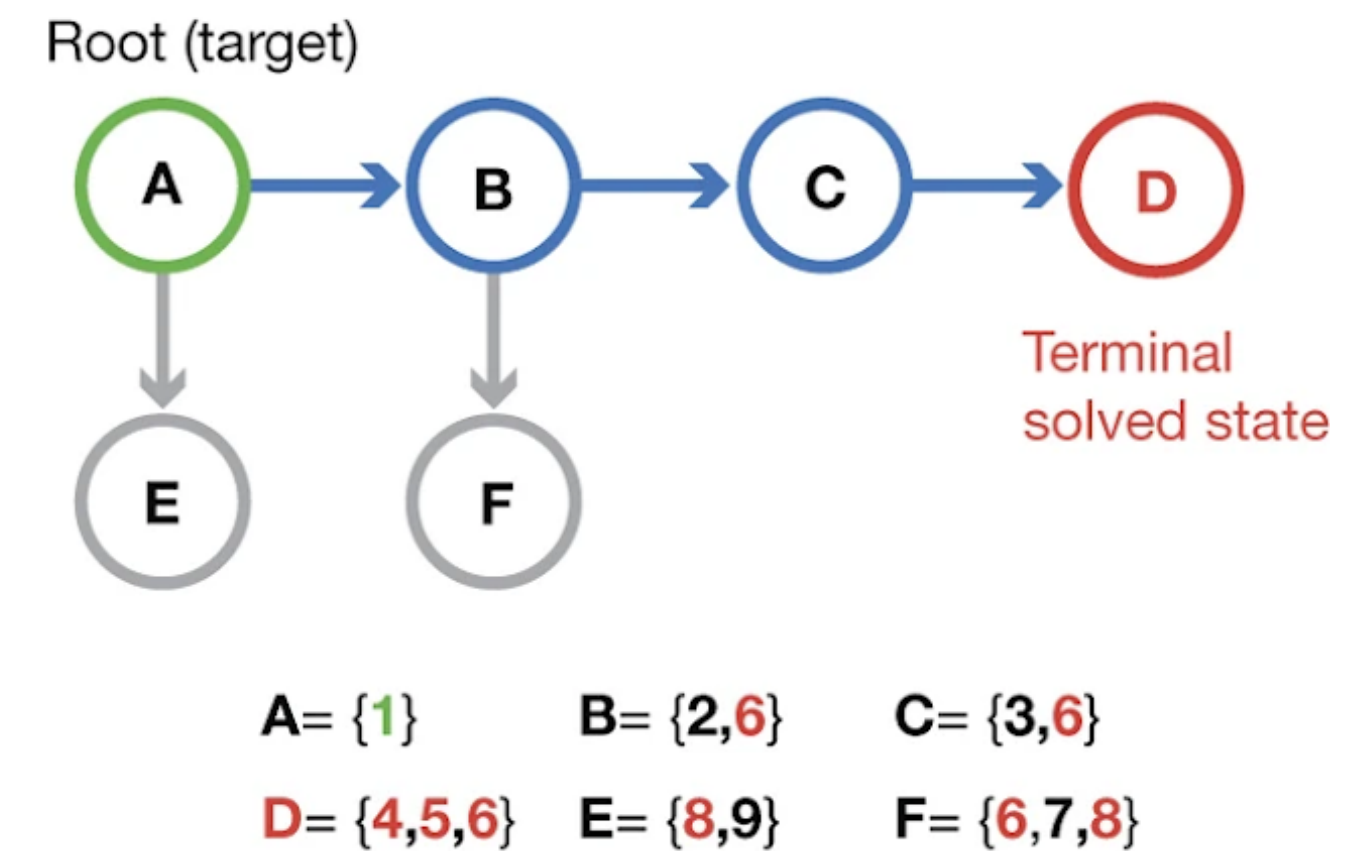 Root (target)
A B C D
Terminal
solved state
E F
A= {1} B= {2,6} C= {3,6}
D= {4,5,6} E= {8,9} F= {6,7,8}